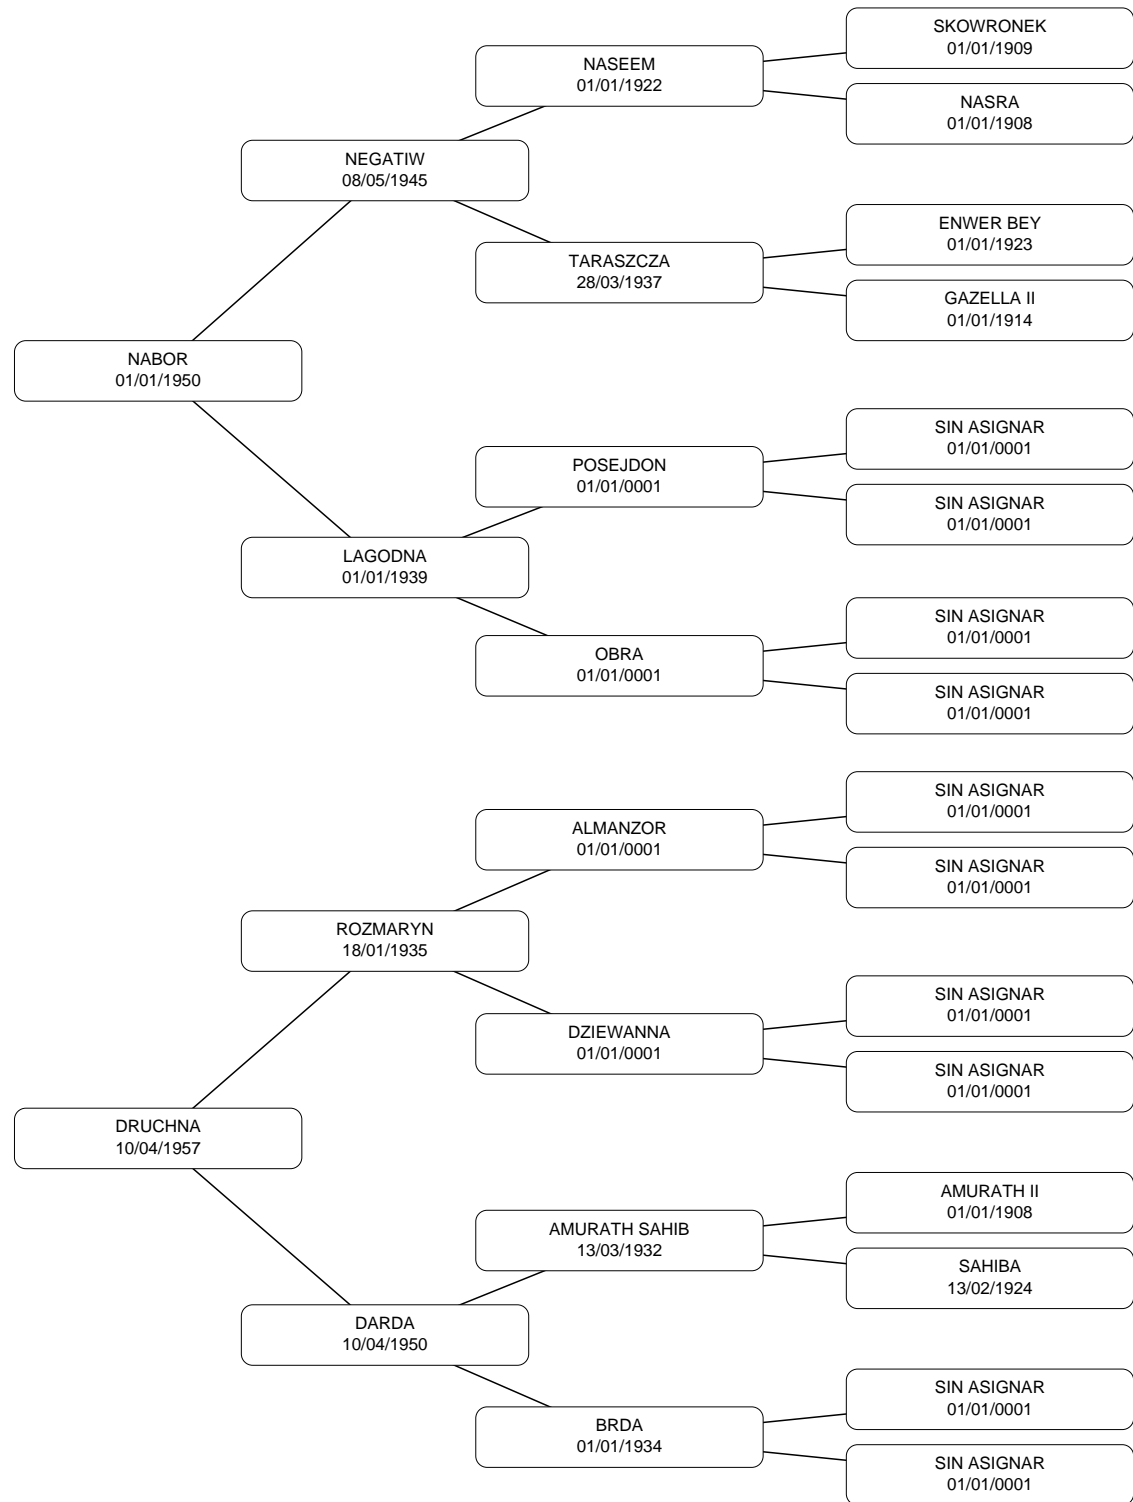 SKOWRONEK
01/01/1909
NASEEM
01/01/1922
NASRA
01/01/1908
NEGATIW
08/05/1945
ENWER BEY
01/01/1923
TARASZCZA
28/03/1937
GAZELLA II
01/01/1914
NABOR
01/01/1950
SIN ASIGNAR
01/01/0001
POSEJDON
01/01/0001
SIN ASIGNAR
01/01/0001
LAGODNA
01/01/1939
SIN ASIGNAR
01/01/0001
OBRA
01/01/0001
SIN ASIGNAR
01/01/0001
SIN ASIGNAR
01/01/0001
ALMANZOR
01/01/0001
SIN ASIGNAR
01/01/0001
ROZMARYN
18/01/1935
SIN ASIGNAR
01/01/0001
DZIEWANNA
01/01/0001
SIN ASIGNAR
01/01/0001
DRUCHNA
10/04/1957
AMURATH II
01/01/1908
AMURATH SAHIB
13/03/1932
SAHIBA
13/02/1924
DARDA
10/04/1950
SIN ASIGNAR
01/01/0001
BRDA
01/01/1934
SIN ASIGNAR
01/01/0001